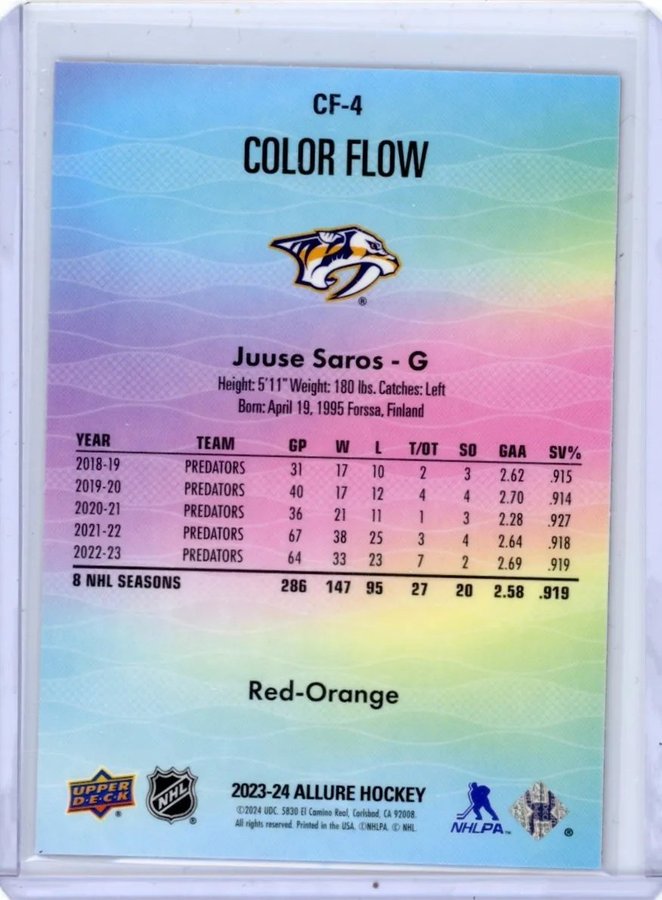 CF-4
COLOR FLOW
®
Juuse Saros - G
Height: 5'11" Weight: 180 lbs. Catches: Left
Born: April 19, 1995 Forssa, Finland
YEAR TEAM GP W L T/OT SO GAA SV%
2018-19 PREDATORS 31 17 10 2 3 2.62 .915
2019-20 PREDATORS 40 17 12 4 4 2.70 .914
2020-21 PREDATORS 36 21 11 1 3 2.28 .927
2021-22 PREDATORS 67 38 25 3 4 2.64 .918
2022-23 PREDATORS 64 33 23 7 2 2.69 .919
8 NHL SEASONS 286 147 95 27 20 2.58 .919
Red-Orange
UPPER DECK ®
NHL ®
2023-24 ALLURE HOCKEY
©2024 UDC. 5830 El Camino Real, Carlsbad, CA 92008.
All rights reserved. Printed in the USA. ©NHLPA. © NHL.
NHLPA™
®